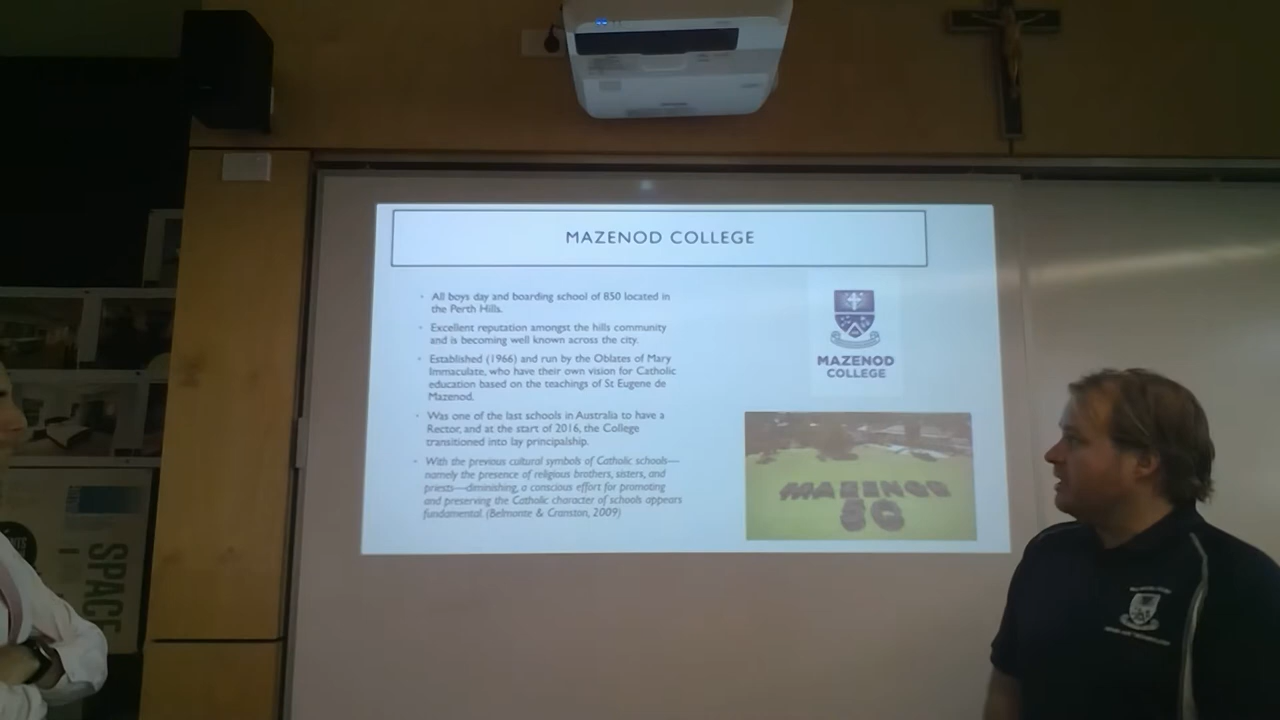 MAZENOD COLLEGE
• All boys day and boarding school of 850 located in
the Perth Hills.
• Excellent reputation amongst the hills community
and is becoming well known across the city.
• Established (1966) and run by the Oblates of Mary
Immaculate, who have their own vision for Catholic
education based on the teachings of St Eugene de
Mazenod.
• Was one of the last schools in Australia to have a
Rector, and at the start of 2016, the College
transitioned into lay principalship.
• With the previous cultural symbols of Catholic schools—
namely the presence of religious brothers, sisters, and
priests—diminishing, a conscious effort for promoting
and preserving the Catholic character of schools appears
fundamental. (Belmonte & Cranston, 2009)
MAZENOD
COLLEGE
MAZENOD
50
SPACE